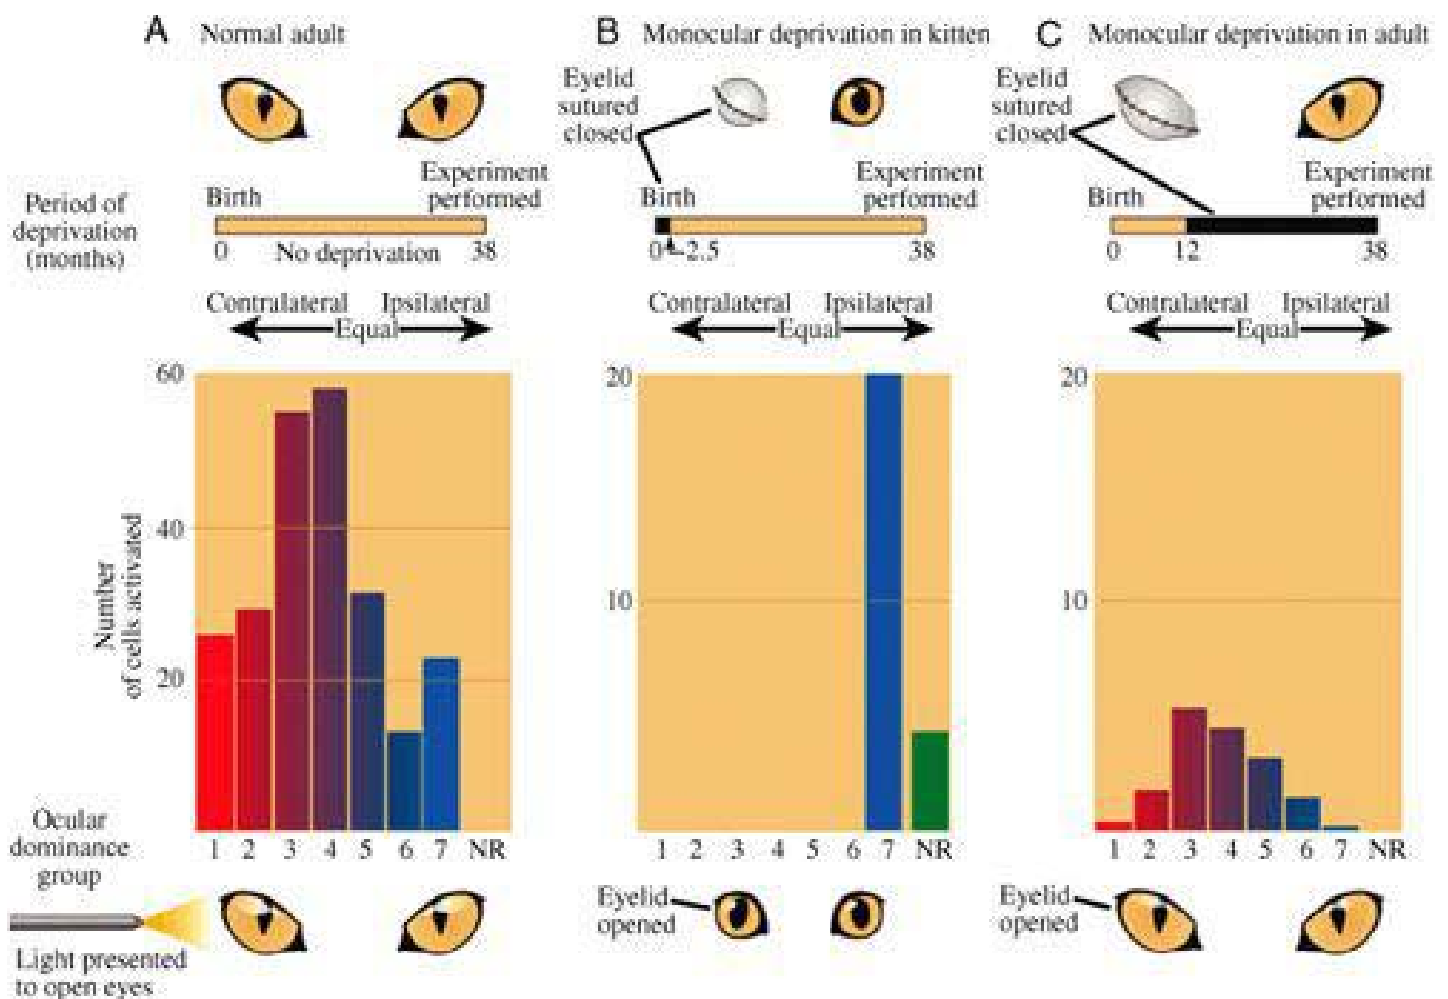 A Normal adult
Period of
deprivation
(months)
Birth
Experiment
performed
0
No deprivation
38
Contralateral
Ipsilateral
Equal
60
40
20
Number
of cells activated
1 2 3 4 5 6 7 NR
Ocular
dominance
group
Light presented
to open eyes
B Monocular deprivation in kitten
Eyelid
sutured
closed
Birth
Experiment
performed
0
2.5
38
Contralateral
Ipsilateral
Equal
20
10
1 2 3 4 5 6 7 NR
Eyelid
opened
C Monocular deprivation in adult
Eyelid
sutured
closed
Birth
Experiment
performed
0
12
38
Contralateral
Ipsilateral
Equal
20
10
1 2 3 4 5 6 7 NR
Eyelid
opened